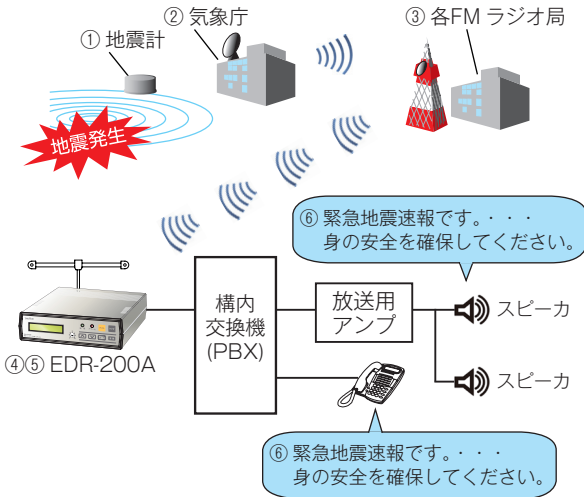 ② 気象庁
③ 各FM ラジオ局
① 地震計
地震発生
⑥ 緊急地震速報です。・・・
身の安全を確保してください。
構内
交換機
(PBX)
放送用
アンプ
スピーカ
④⑤ EDR-200A
スピーカ
⑥ 緊急地震速報です。・・・
身の安全を確保してください。